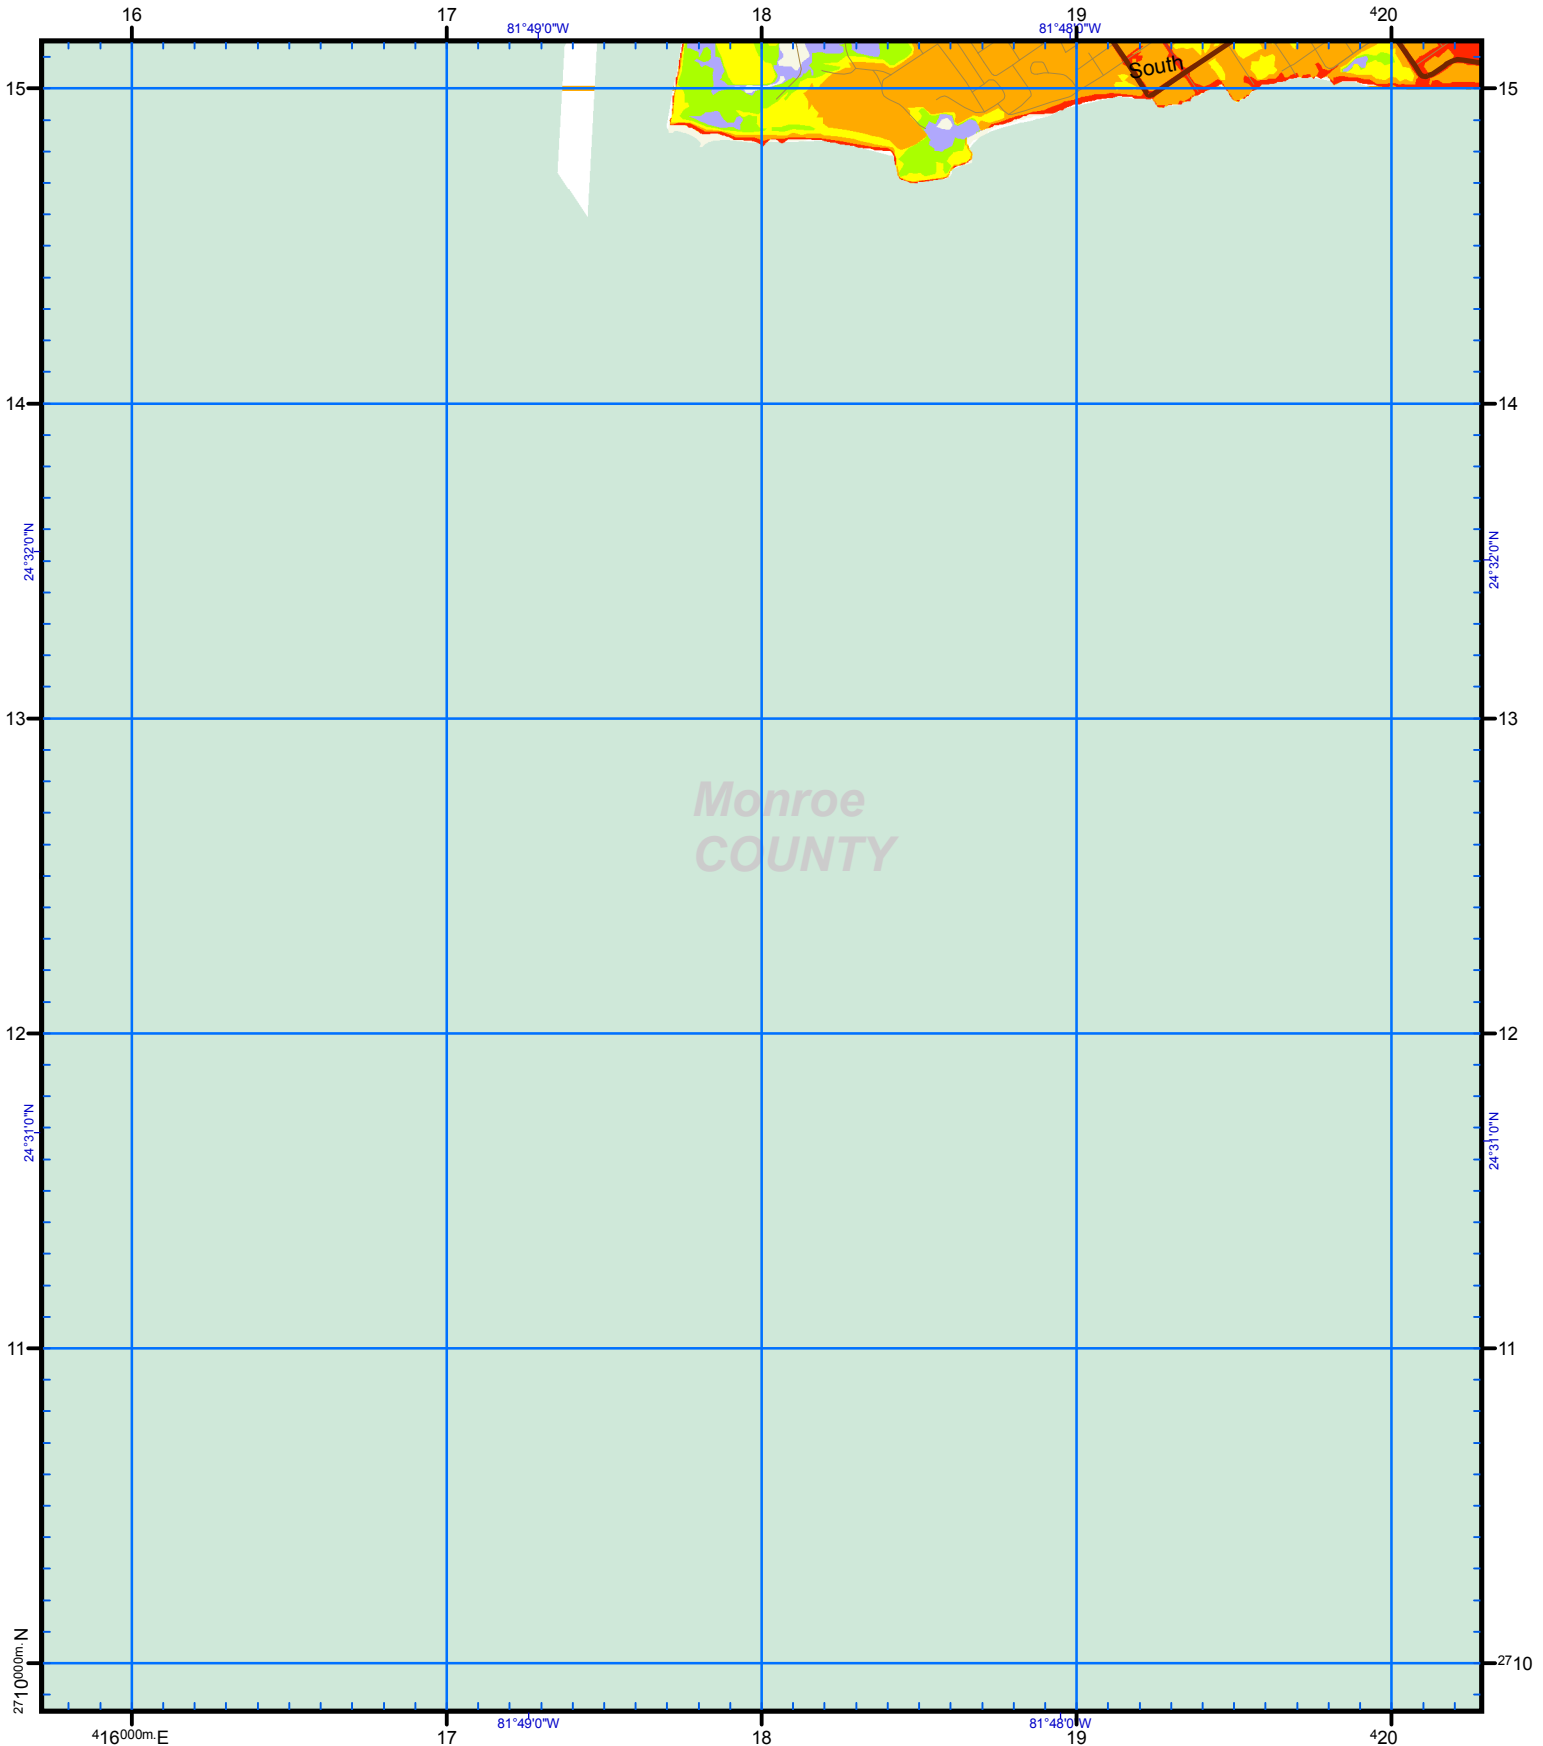 16 17 18 19 420
81°49'0"W 81°48'0"W
South
15 15
14 14
24°32'0"N 24°32'0"N
13 13
Monroe
COUNTY
12 12
24°31'0"N 24°31'0"N
11 11
2710000m.N 2710
81°49'0"W 81°48'0"W
416000m.E 17 18 19 420